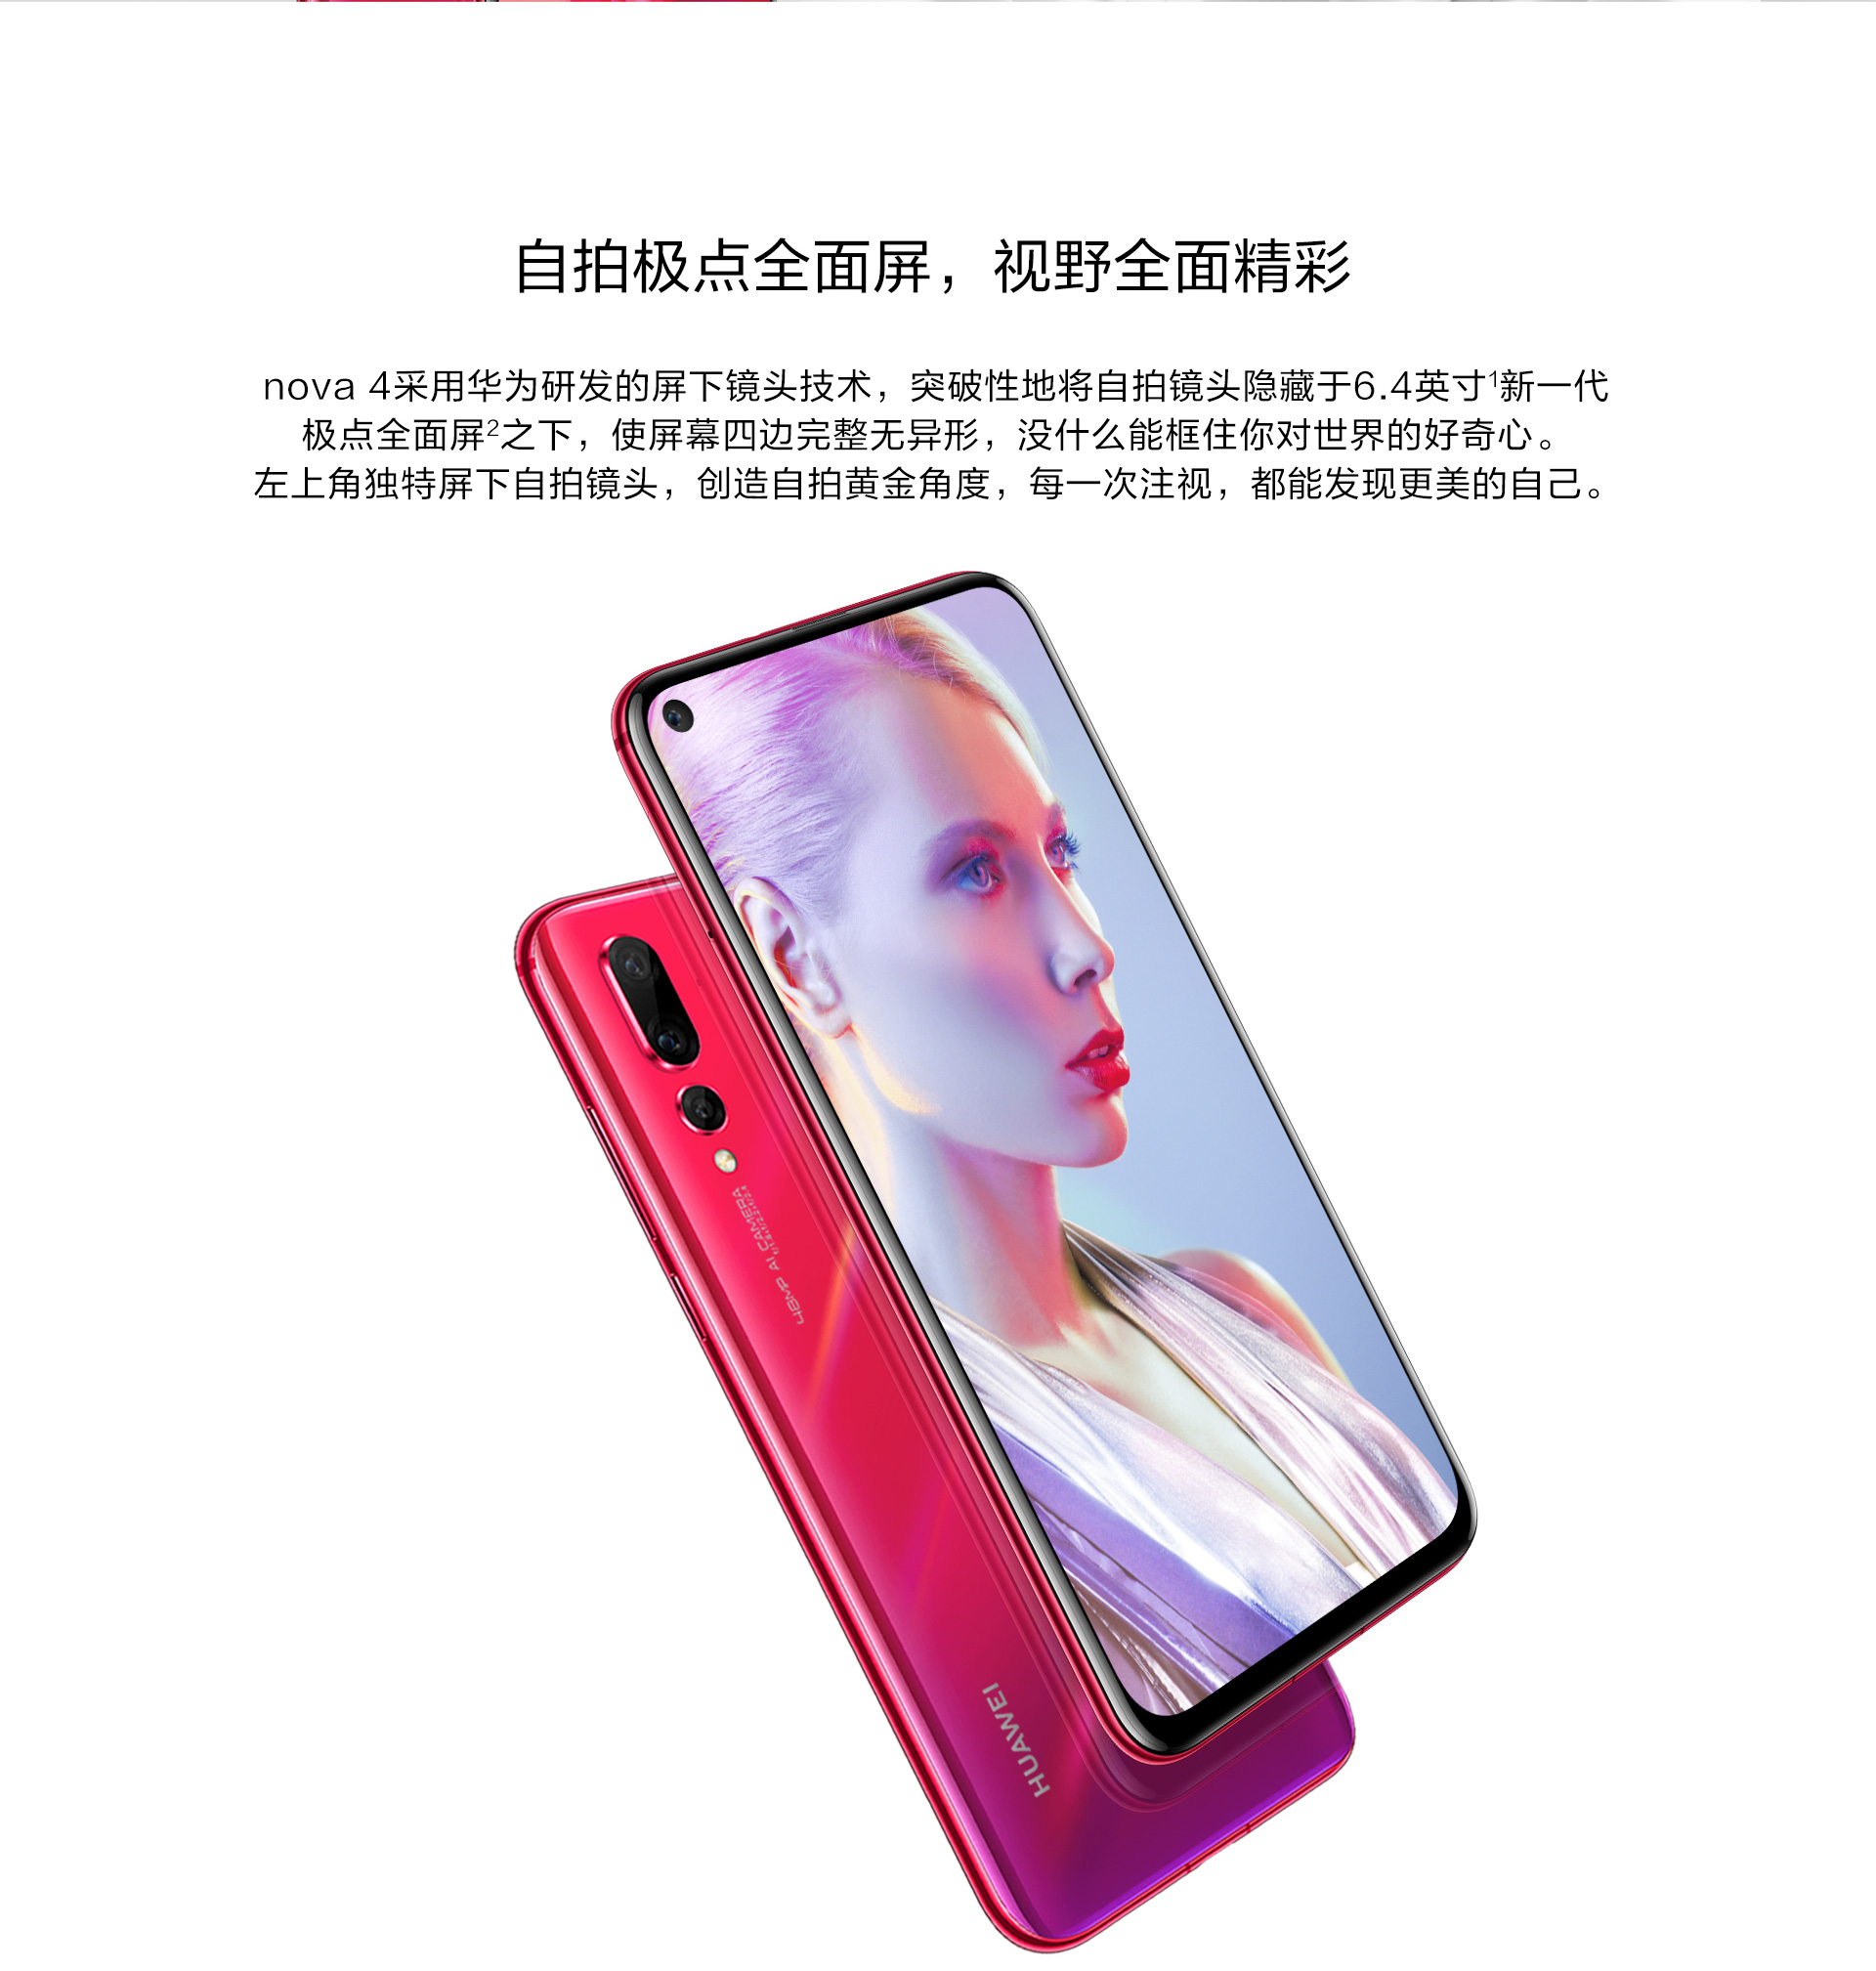 自拍极点全面屏，视野全面精彩
nova 4采用华为研发的屏下镜头技术，突破性地将自拍镜头隐藏于6.4英寸¹新一代
极点全面屏²之下，使屏幕四边完整无异形，没什么能框住你对世界的好奇心。
左上角独特屏下自拍镜头，创造自拍黄金角度，每一次注视，都能发现更美的自己。
48MP AI CAMERA
HUAWEI